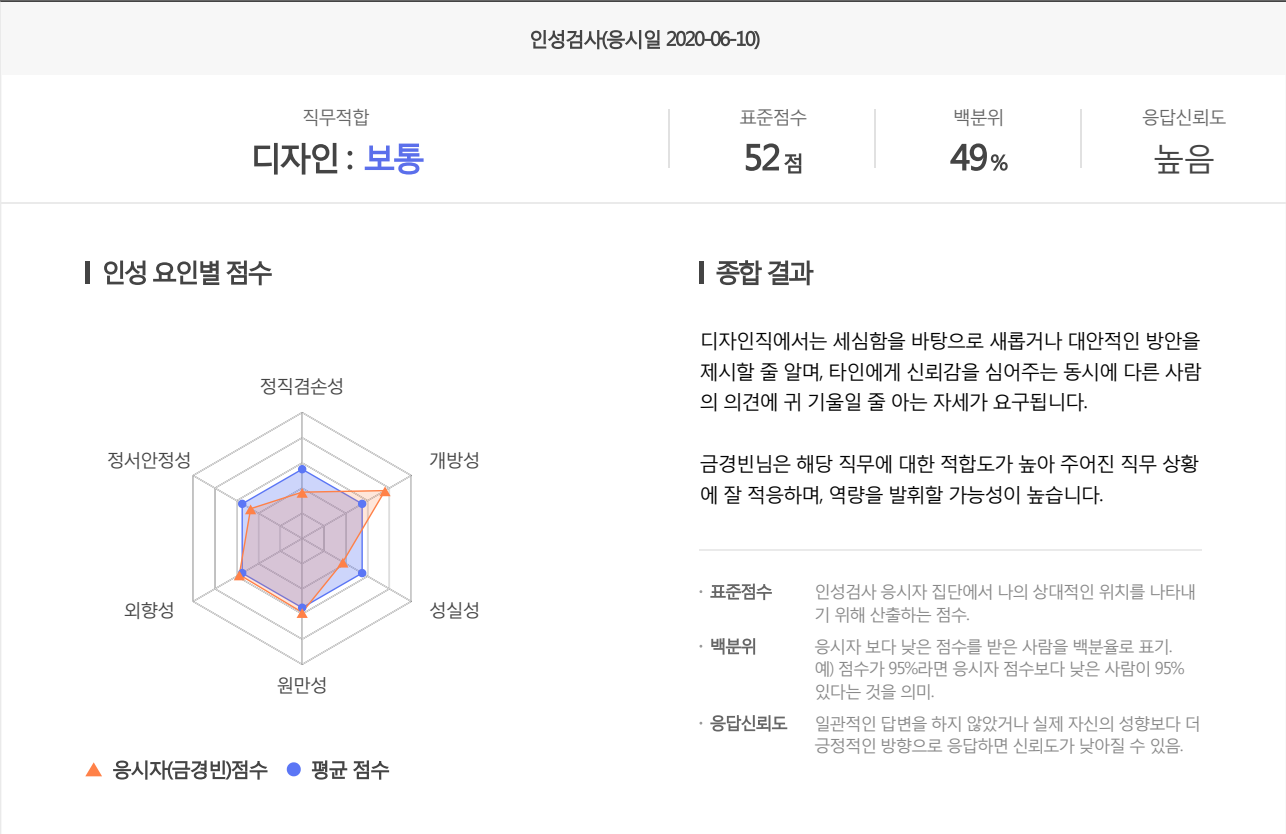 인성검사(응시일 2020-06-10)
직무적합
디자인 : 보통
표준점수
52 점
백분위
49 %
응답신뢰도
높음
인성 요인별 점수
정직겸손성
정서안정성
개방성
외향성
성실성
원만성
응시자(금경빈)점수
평균 점수
종합 결과
디자인직에서는 세심함을 바탕으로 새롭거나 대안적인 방안을
제시할 줄 알며, 타인에게 신뢰감을 심어주는 동시에 다른 사람
의 의견에 귀 기울일 줄 아는 자세가 요구됩니다.
금경빈님은 해당 직무에 대한 적합도가 높아 주어진 직무 상황
에 잘 적응하며, 역량을 발휘할 가능성이 높습니다.
· 표준점수 인성검사 응시자 집단에서 나의 상대적인 위치를 나타내
기 위해 산출하는 점수.
· 백분위 응시자 보다 낮은 점수를 받은 사람을 백분율로 표기.
예) 점수가 95%라면 응시자 점수보다 낮은 사람이 95%
있다는 것을 의미.
· 응답신뢰도 일관적인 답변을 하지 않았거나 실제 자신의 성향보다 더
긍정적인 방향으로 응답하면 신뢰도가 낮아질 수 있음.